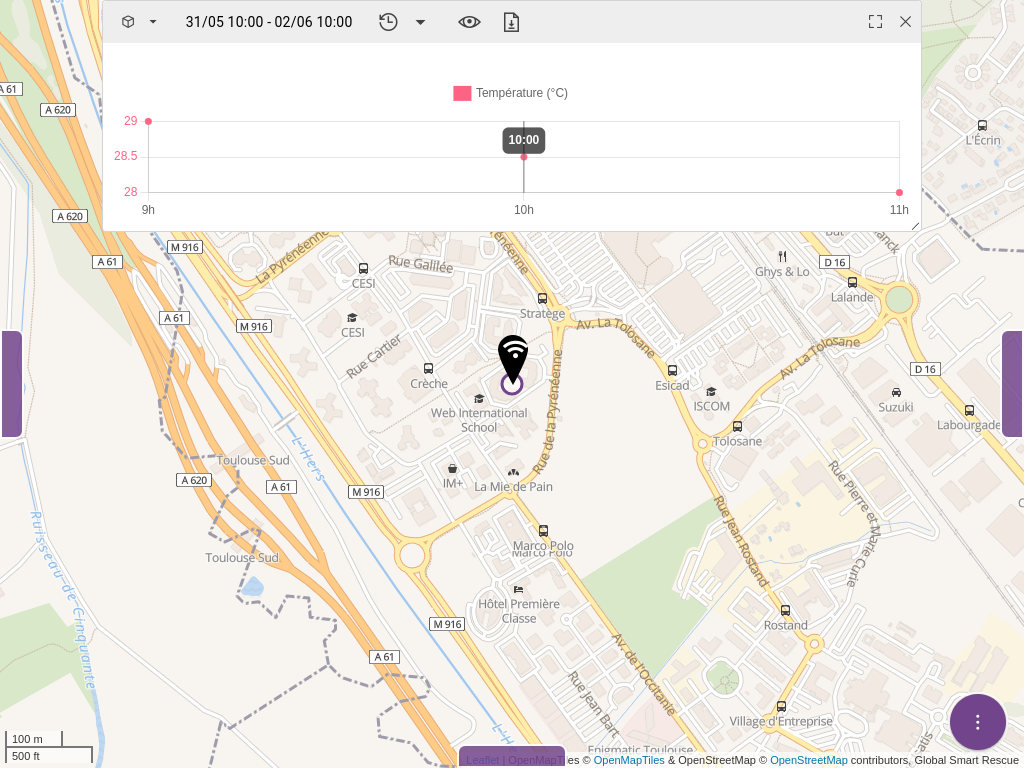 31/05 10:00 - 02/06 10:00
Température (°C)
29
28.5
28
10:00
9h
10h
11h
A 61
A 620
A 620
A 61
M 916
La Pyrénéenne
Rue Galilée
CESI
Stratège
Ghys & Lo
D 16
Lalande
L'Écrin
A 61
M 916
CESI
Rue Cartier
Crèche
Av. La Tolosane
Av. La Tolosane
D 16
Esicad
ISCOM
Suzuki
Labourgade
Tolosane
Rue de la Pyrénéenne
Web International
School
L'Hers
Toulouse Sud
A 620
A 61
M 916
IM+
La Mie de Pain
Rue Pierre et Marie Curie
Rue Jean Rostand
Ruisseau de Cinquante
Toulouse Sud
Marco Polo
Marco Polo
Hôtel Première
Classe
M 916
Rostand
A 61
Av. de l'Occitanie
Rue Jean Bart
Village d'Entreprise
Enigmatic Toulouse
100 m
500 ft
Leaflet | OpenMapTiles © OpenMapTiles & OpenStreetMap © OpenStreetMap contributors, Global Smart Rescue